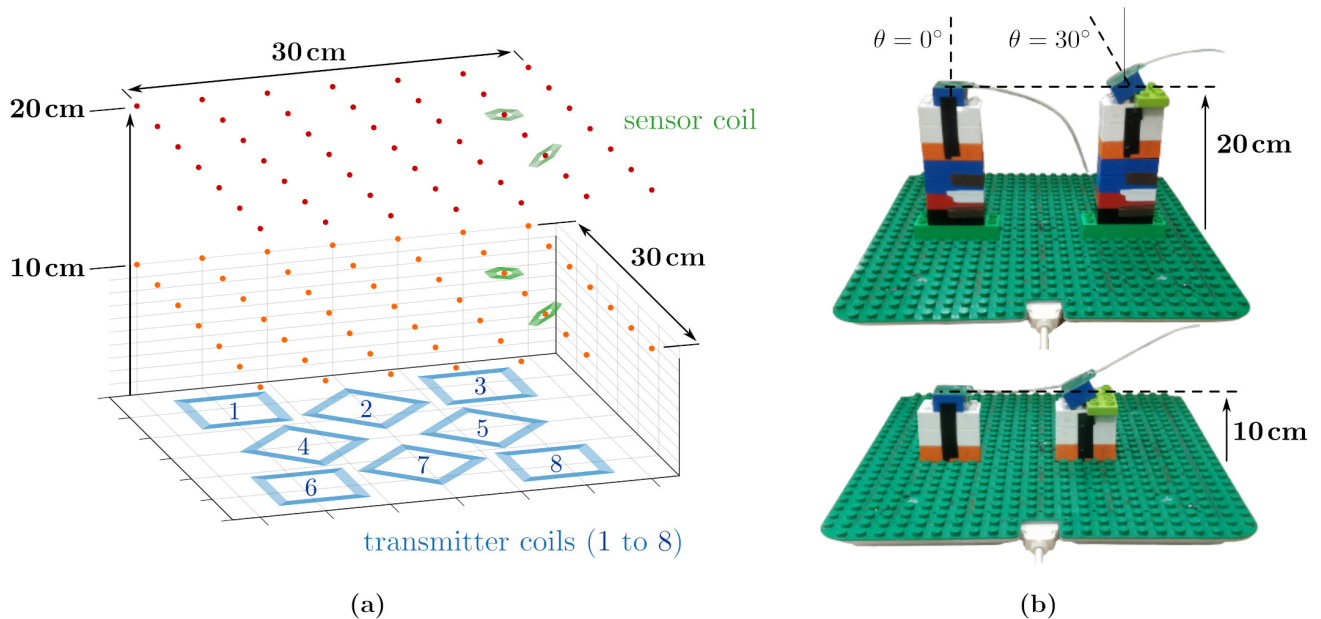 30 cm
20 cm
sensor coil
10 cm
30 cm
1
2
3
4
5
6
7
8
transmitter coils (1 to 8)
(a)
θ = 0°
θ = 30°
20 cm
10 cm
(b)